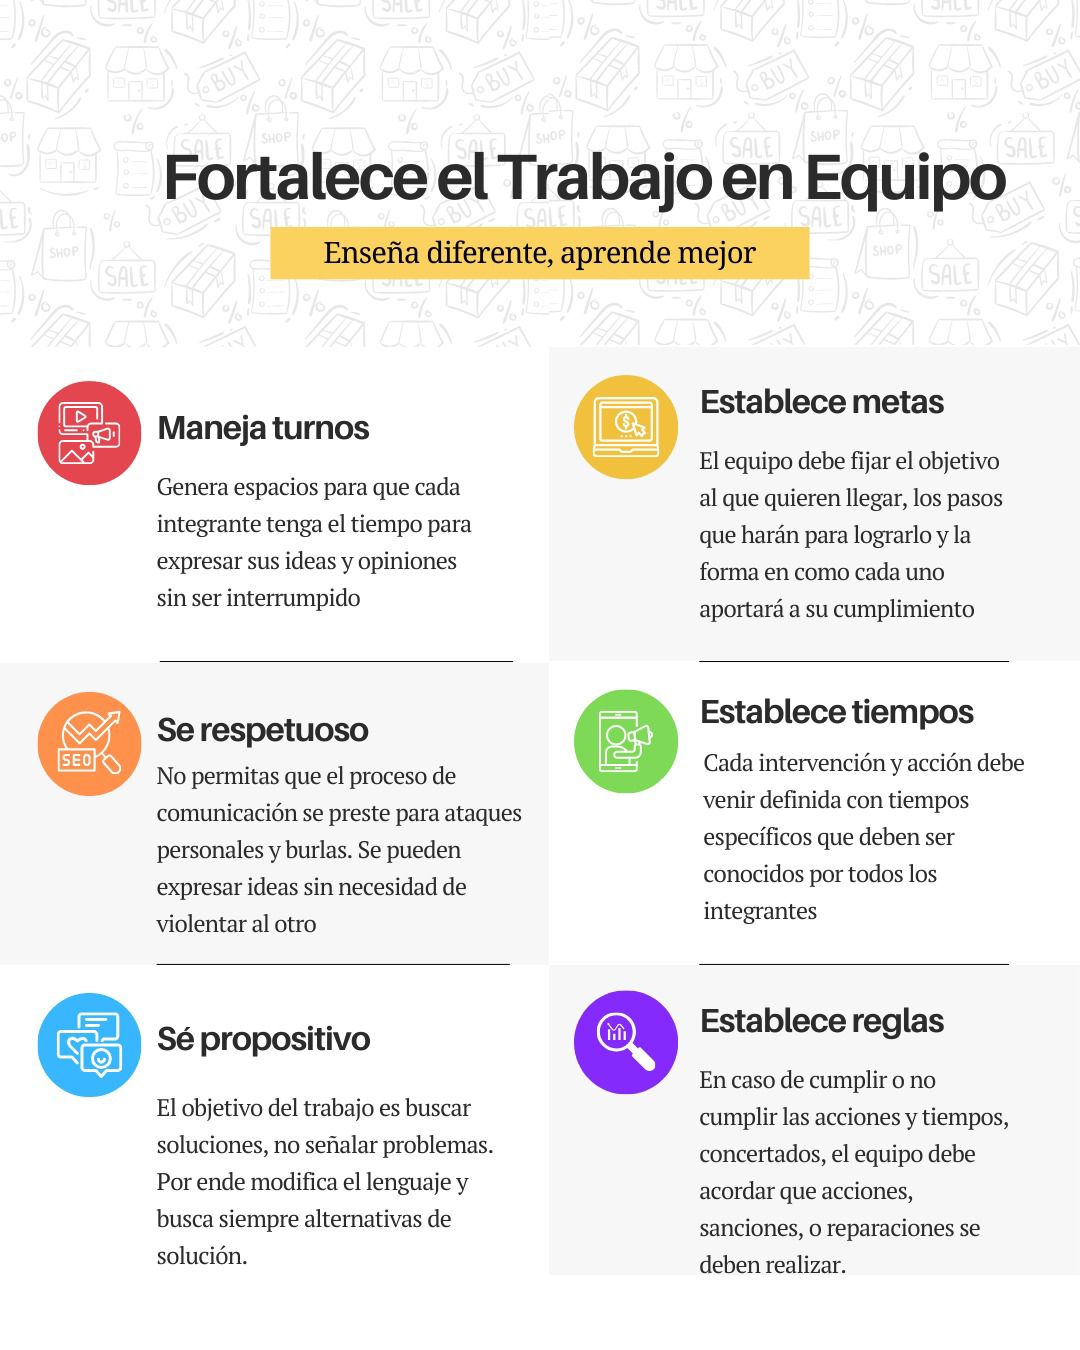 Fortalece el Trabajo en Equipo
Enseña diferente, aprende mejor
Maneja turnos
Genera espacios para que cada
integrante tenga el tiempo para
expresar sus ideas y opiniones
sin ser interrumpido
Establece metas
El equipo debe fijar el objetivo
al que quieren llegar, los pasos
que harán para lograrlo y la
forma en como cada uno
aportará a su cumplimiento
SEO
Se respetuoso
No permitas que el proceso de
comunicación se preste para ataques
personales y burlas. Se pueden
expresar ideas sin necesidad de
violentar al otro
Establece tiempos
Cada intervención y acción debe
venir definida con tiempos
específicos que deben ser
conocidos por todos los
integrantes
Sé propositivo
El objetivo del trabajo es buscar
soluciones, no señalar problemas.
Por ende modifica el lenguaje y
busca siempre alternativas de
solución.
Establece reglas
En caso de cumplir o no
cumplir las acciones y tiempos,
concertados, el equipo debe
acordar que acciones,
sanciones, o reparaciones se
deben realizar.